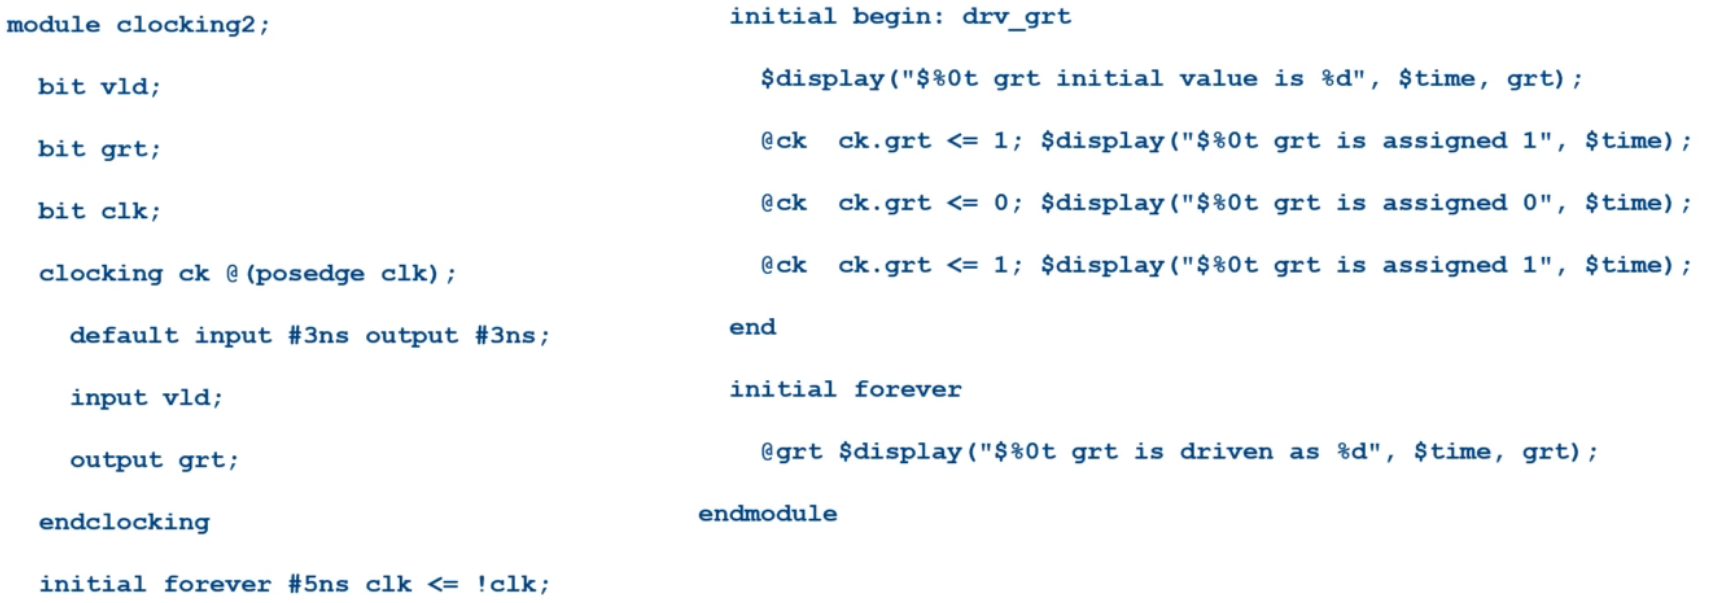 module clocking2;
bit vld;
bit grt;
bit clk;
clocking ck @(posedge clk);
default input #3ns output #3ns;
input vld;
output grt;
endclocking
initial forever #5ns clk <= !clk;
initial begin: drv_grt
$display("$%0t grt initial value is %d", $time, grt);
@ck  ck.grt <= 1; $display("$%0t grt is assigned 1", $time);
@ck  ck.grt <= 0; $display("$%0t grt is assigned 0", $time);
@ck  ck.grt <= 1; $display("$%0t grt is assigned 1", $time);
end
initial forever
@grt $display("$%0t grt is driven as %d", $time, grt);
endmodule